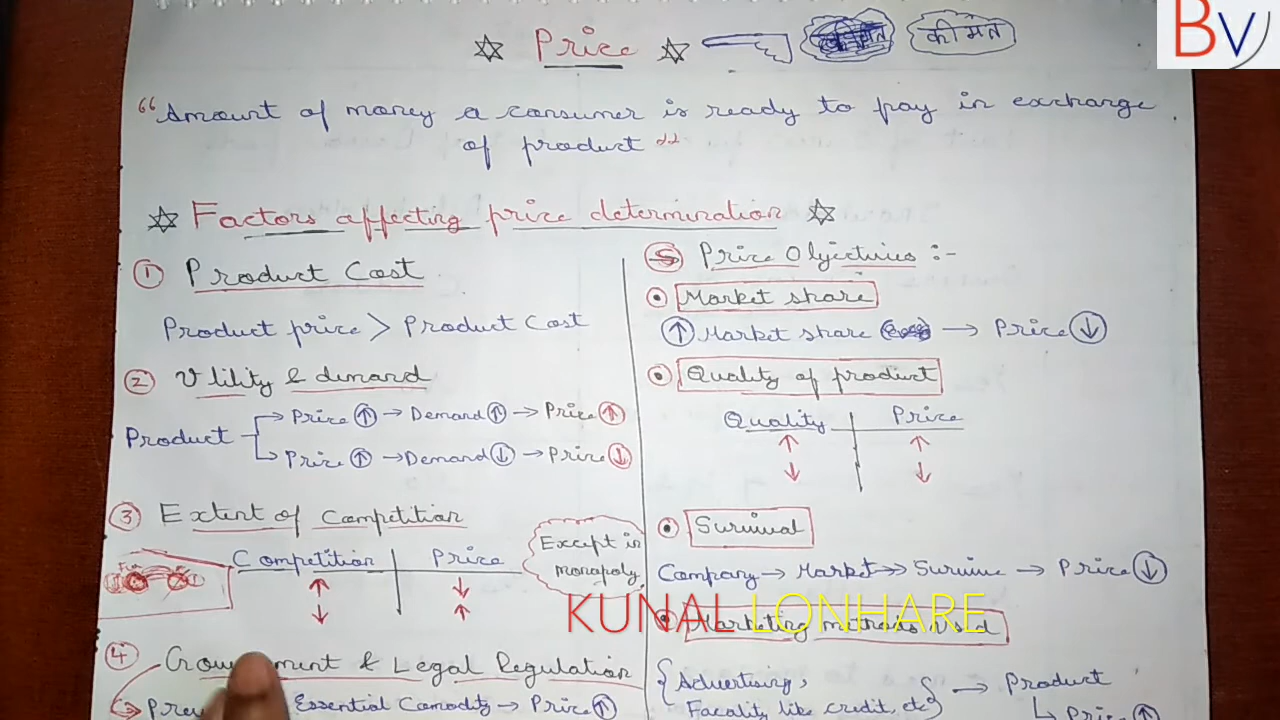 BV
Price कीमत
"Amount of money a consumer is ready to pay in exchange
of product"
Factors affecting price determination
① Product Cost
Product price > Product Cost
② Utility & demand
Product
Price ↑ → Demand ↑ → Price ↑
Price ↑ → Demand ↓ → Price ↓
③ Extent of Competition
Competition | Price
↑ ↓
↓ ↑
Except in
monopoly
④ & Legal Regulation
Essential Comodity → Price ↑
⑤ Price Objectives :-
• Market share
↑ Market share → Price ↓
• Quality of product
Quality | Price
↑ ↑
↓ ↓
• Survival
Company → Market → Survive → Price ↓
KUNAL LONHARE
• Marketing methods
{ Advertising,
Facality like credit, etc } → Product
Price ↑